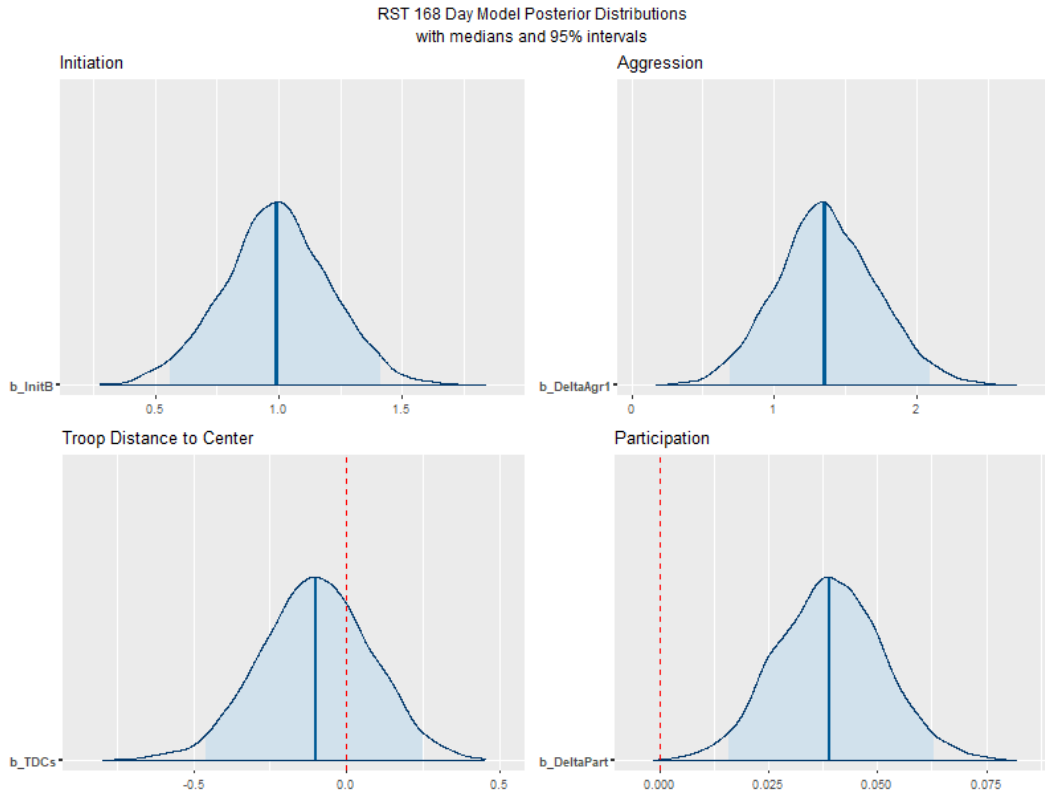 RST 168 Day Model Posterior Distributions
with medians and 95% intervals
Initiation
b_InitB
0.5 1.0 1.5
Aggression
b_DeltaAgr1
0 1 2
Troop Distance to Center
b_TDCs
-0.5 0.0 0.5
Participation
b_DeltaPart
0.000 0.025 0.050 0.075